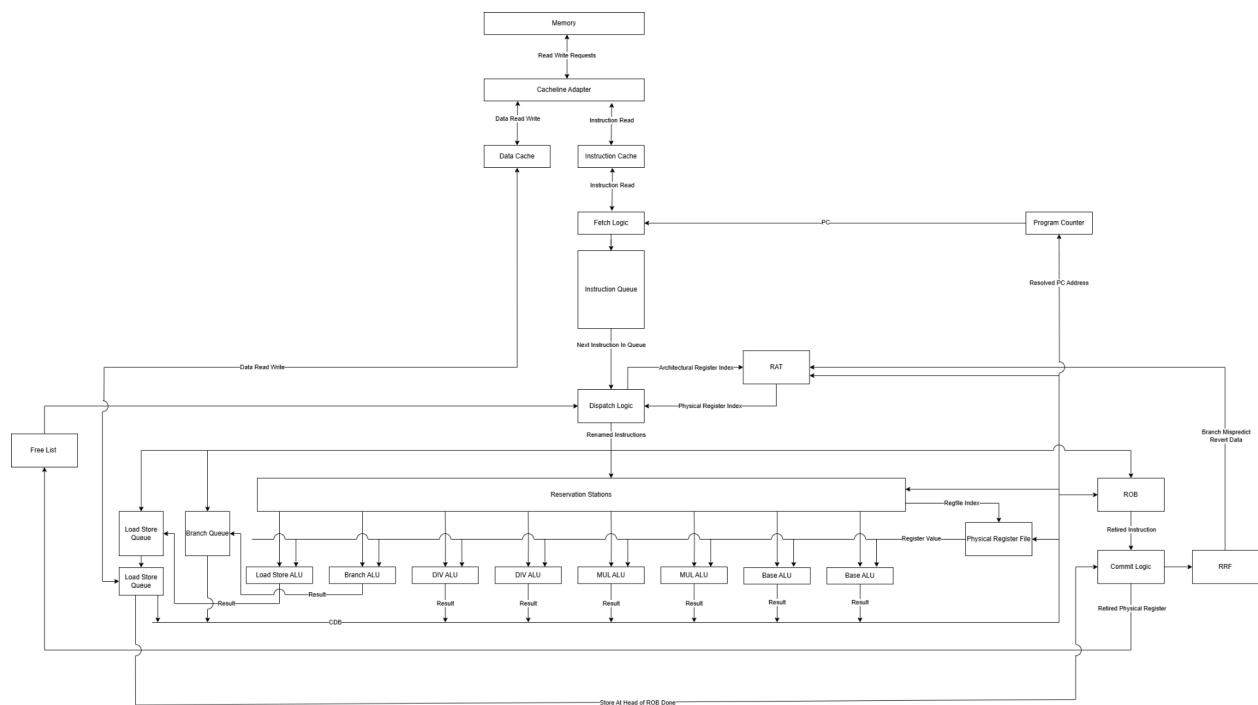 Memory
Read Write Requests
Cacheline Adapter
Data Read Write
Instruction Read
Data Cache
Instruction Cache
Instruction Read
Fetch Logic
PC
Program Counter
Instruction Queue
Resolved PC Address
Next Instruction In Queue
Data Read Write
Architectural Register Index
RAT
Dispatch Logic
Physical Register Index
Free List
Renamed Instructions
Branch Mispredict
Revert Data
Reservation Stations
ROB
Regfile Index
Load Store
Queue
Branch Queue
Register Value
Physical Register File
Retired Instruction
Load Store
Queue
Load Store ALU
Branch ALU
DIV ALU
DIV ALU
MUL ALU
MUL ALU
Base ALU
Base ALU
Commit Logic
RRF
Result
Result
Result
Result
Result
Result
Result
Result
Retired Physical Register
CDB
Store At Head of ROB Done